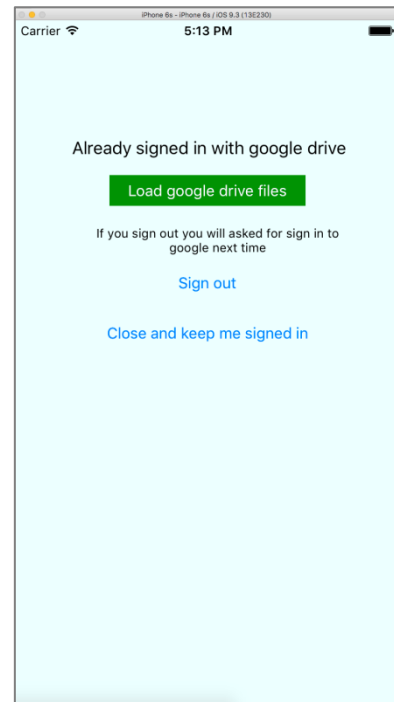 iPhone 6s - iPhone 6s / iOS 9.3 (13E230)
Carrier 5:13 PM
Already signed in with google drive
Load google drive files
If you sign out you will asked for sign in to
google next time
Sign out
Close and keep me signed in